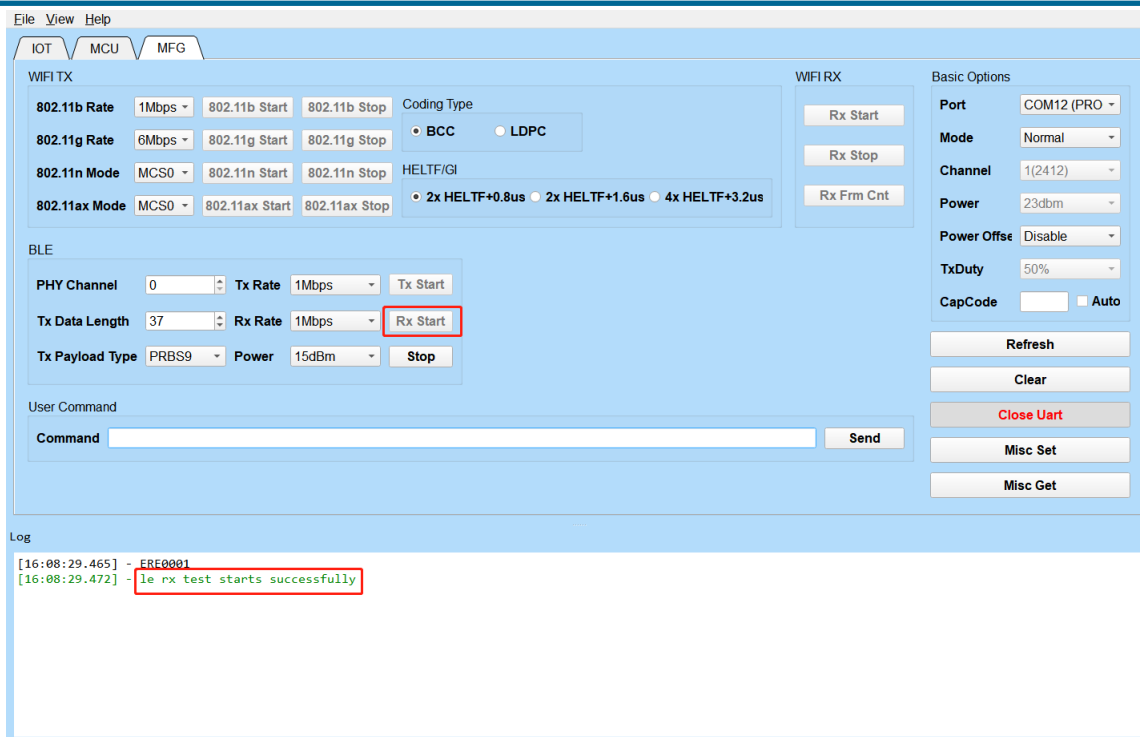 File View Help
IOT MCU MFG
WIFI TX
802.11b Rate 1Mbps 802.11b Start 802.11b Stop
802.11g Rate 6Mbps 802.11g Start 802.11g Stop
802.11n Mode MCS0 802.11n Start 802.11n Stop
802.11ax Mode MCS0 802.11ax Start 802.11ax Stop
Coding Type
BCC LDPC
HELTF/GI
2x HELTF+0.8us 2x HELTF+1.6us 4x HELTF+3.2us
WIFI RX
Rx Start
Rx Stop
Rx Frm Cnt
Basic Options
Port COM12 (PRO
Mode Normal
Channel 1(2412)
Power 23dbm
Power Offse Disable
TxDuty 50%
CapCode Auto
Refresh
Clear
Close Uart
Misc Set
Misc Get
BLE
PHY Channel 0 Tx Rate 1Mbps Tx Start
Tx Data Length 37 Rx Rate 1Mbps Rx Start
Tx Payload Type PRBS9 Power 15dBm Stop
User Command
Command Send
Log
[16:08:29.465] - ERE0001
[16:08:29.472] - le rx test starts successfully